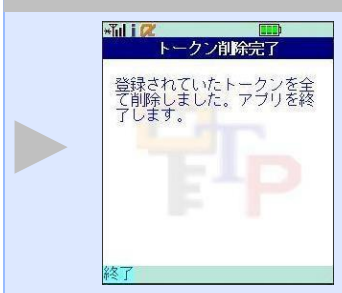 トークン削除完了
登録されていたトークンを全
て削除しました。アプリを終
了します。
OTP
終了